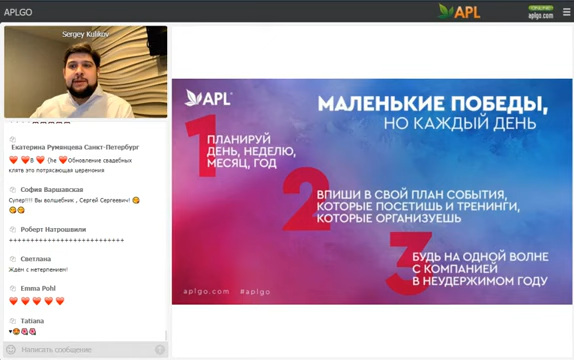 APLGO
APL
ONLINE
aplgo.com
Sergey Kulikov
Екатерина Румянцева Санкт-Петербург
Обновление свадебных
клятв это потрясающая церемония
София Варшавская
Супер!!!! Вы волшебник , Сергей Сергеевич!
Роберт Натрошвили
++++++++++++++++++++++++++
Светлана
Ждём с нетерпением!
Emma Pohl
Tatiana
Написать сообщение:
APL
МАЛЕНЬКИЕ ПОБЕДЫ,
НО КАЖДЫЙ ДЕНЬ
1
ПЛАНИРУЙ
ДЕНЬ, НЕДЕЛЮ,
МЕСЯЦ, ГОД
2
ВПИШИ В СВОЙ ПЛАН СОБЫТИЯ,
КОТОРЫЕ ПОСЕТИШЬ И ТРЕНИНГИ,
КОТОРЫЕ ОРГАНИЗУЕШЬ
3
БУДЬ НА ОДНОЙ ВОЛНЕ
С КОМПАНИЕЙ
В НЕУДЕРЖИМОМ ГОДУ
aplgo.com #aplgo